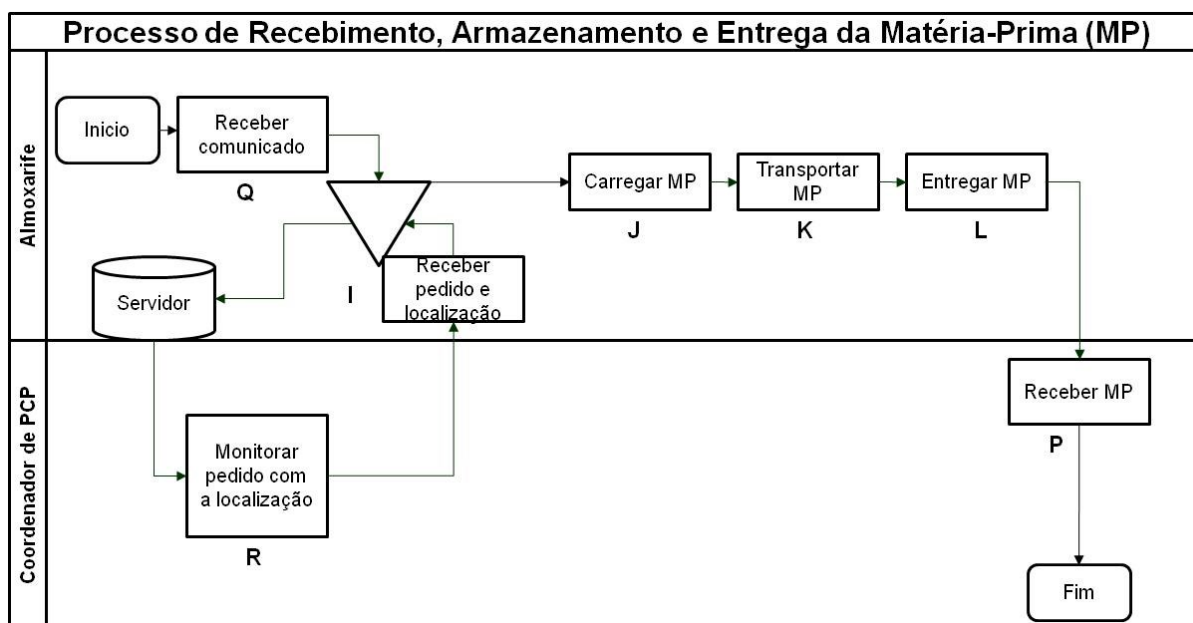 Processo de Recebimento, Armazenamento e Entrega da Matéria-Prima (MP)
Almoxarife
Inicio
Receber
comunicado
Q
Carregar MP
J
Transportar
MP
K
Entregar MP
L
Servidor
I
Receber
pedido e
localização
Coordenador de PCP
Monitorar
pedido com
a localização
R
Receber MP
P
Fim